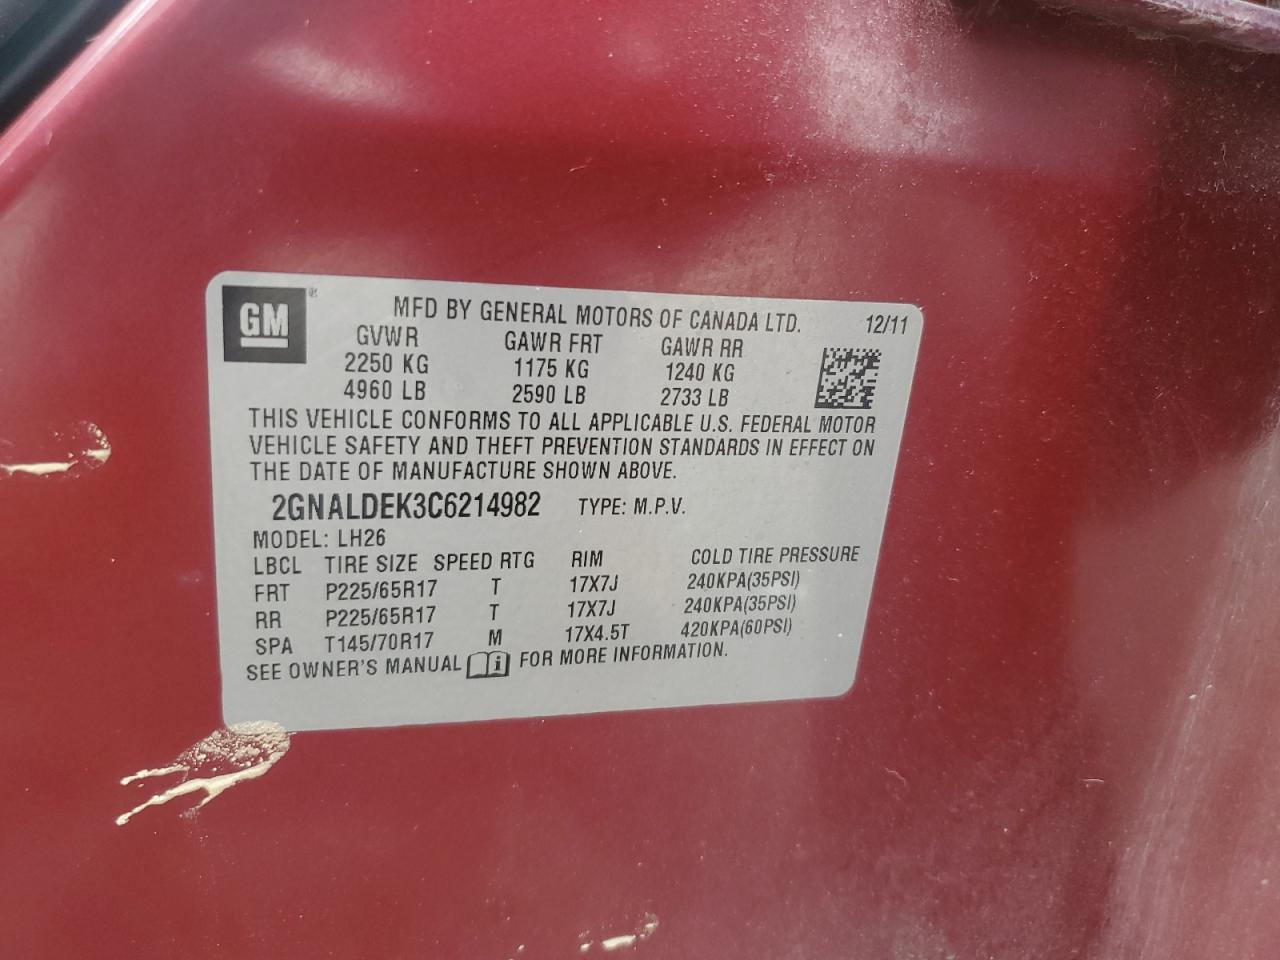 GM® MFD BY GENERAL MOTORS OF CANADA LTD. 12/11
GVWR GAWR FRT GAWR RR
2250 KG 1175 KG 1240 KG
4960 LB 2590 LB 2733 LB
THIS VEHICLE CONFORMS TO ALL APPLICABLE U.S. FEDERAL MOTOR
VEHICLE SAFETY AND THEFT PREVENTION STANDARDS IN EFFECT ON
THE DATE OF MANUFACTURE SHOWN ABOVE.
2GNALDEK3C6214982 TYPE: M.P.V.
MODEL: LH26
LBCL TIRE SIZE SPEED RTG RIM COLD TIRE PRESSURE
FRT P225/65R17 T 17X7J 240KPA(35PSI)
RR P225/65R17 T 17X7J 240KPA(35PSI)
SPA T145/70R17 M 17X4.5T 420KPA(60PSI)
SEE OWNER'S MANUAL i FOR MORE INFORMATION.